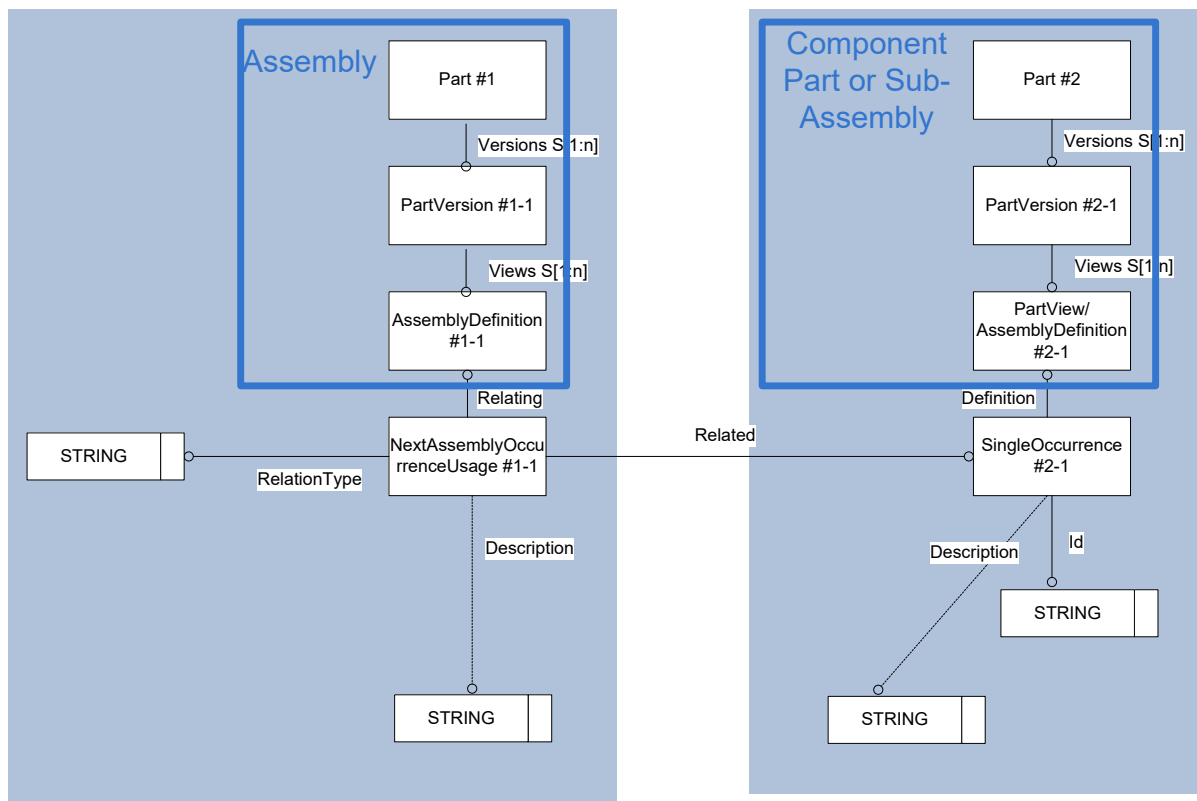 Assembly
Part #1
Versions S[1:n]
PartVersion #1-1
Views S[1:n]
AssemblyDefinition
#1-1
Relating
NextAssemblyOccu
rrenceUsage #1-1
STRING
RelationType
Description
STRING
Related
Component
Part or Sub-
Assembly
Part #2
Versions S[1:n]
PartVersion #2-1
Views S[1:n]
PartView/
AssemblyDefinition
#2-1
Definition
SingleOccurrence
#2-1
Description
Id
STRING
STRING